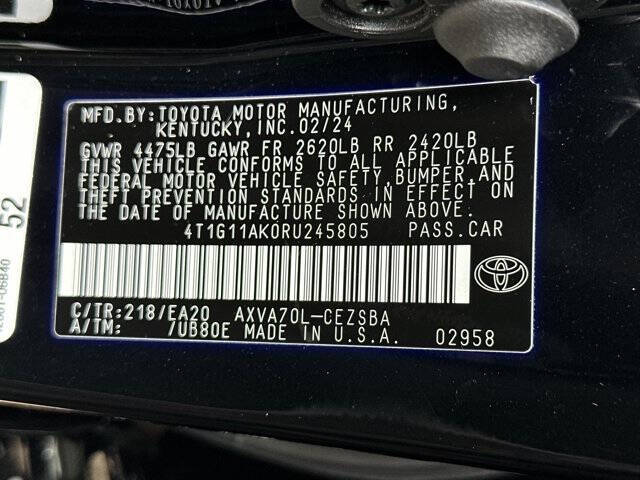 MFD.BY: TOYOTA MOTOR MANUFACTURING,
KENTUCKY, INC. 02/24
GVWR 4475LB GAWR FR 2620LB RR 2420LB
THIS VEHICLE CONFORMS TO ALL APPLICABLE
FEDERAL MOTOR VEHICLE SAFETY, BUMPER, AND
THEFT PREVENTION STANDARDS IN EFFECT ON
THE DATE OF MANUFACTURE SHOWN ABOVE.
4T1G11AK0RU245805 PASS.CAR
C/TR:218/EA20 AXVA70L-CEZSBA
A/TM: 7UB80E MADE IN U.S.A. 02958
52